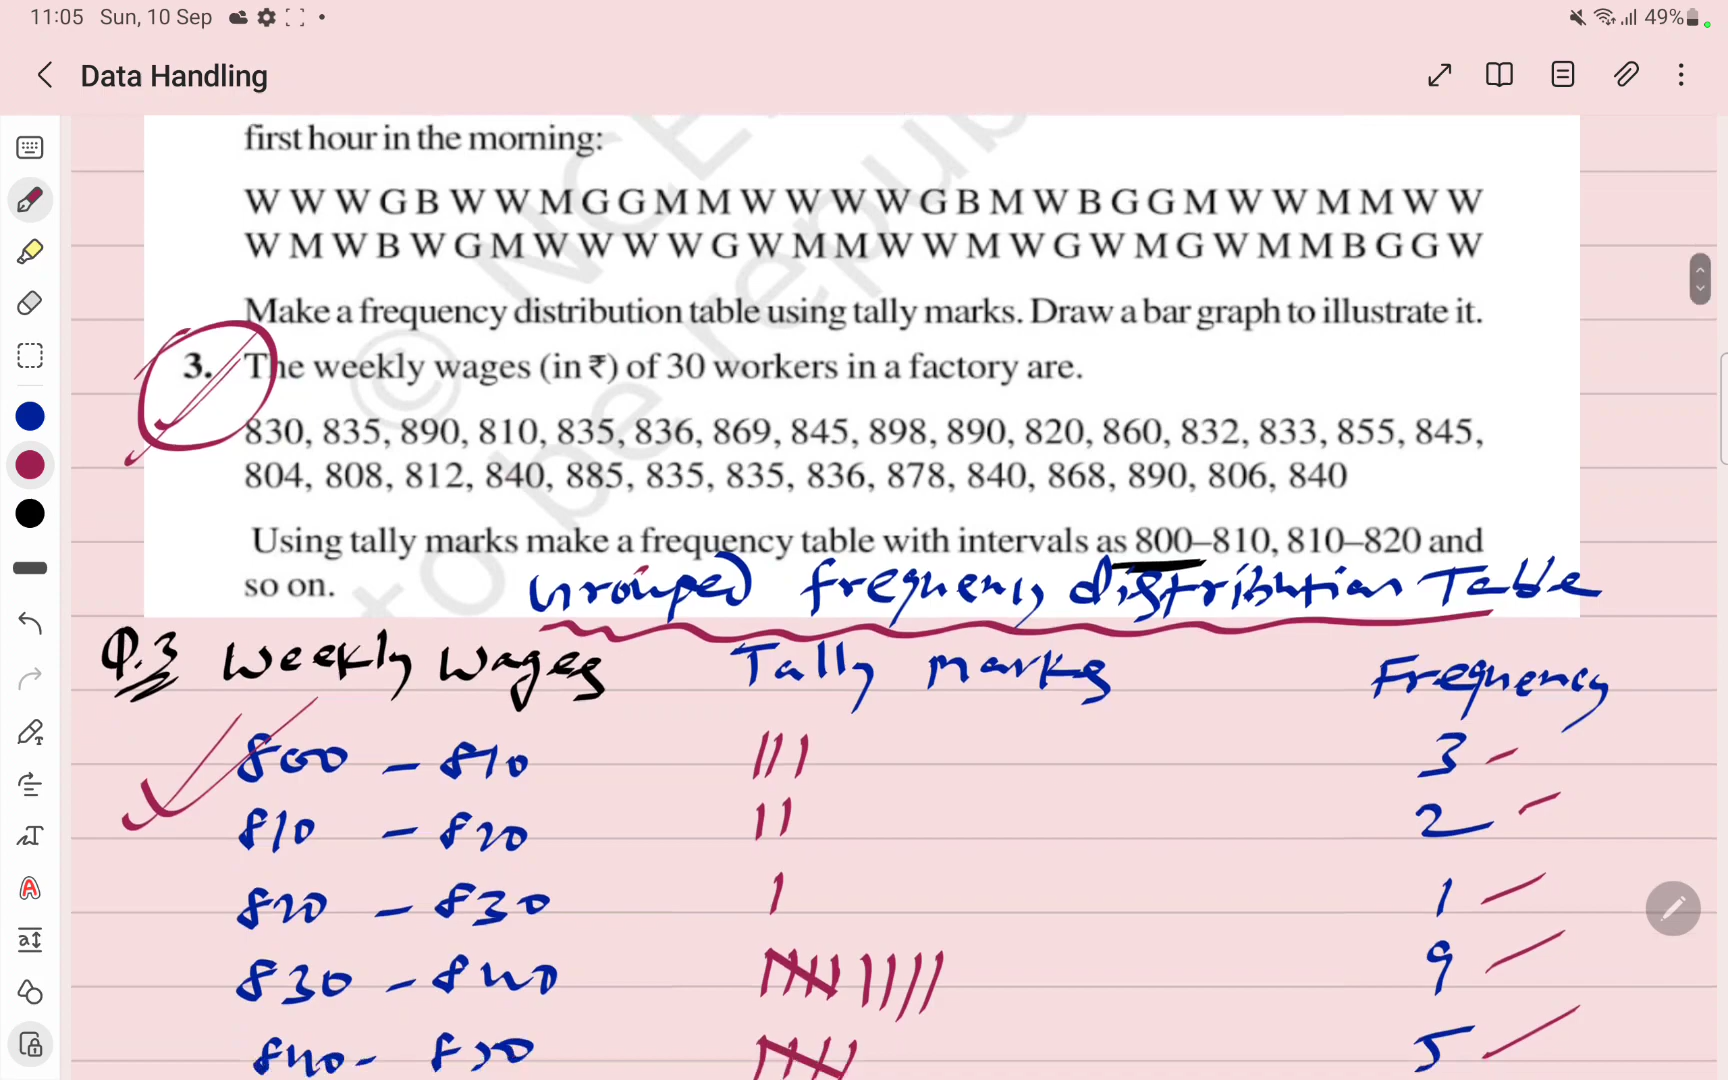 11:05 Sun, 10 Sep 49%
Data Handling
first hour in the morning:
W W W G B W W M G G M M W W W W G B M W B G G M W W M M W W
W M W B W G M W W W W G W M M W W M W G W M G W M M B G G W
Make a frequency distribution table using tally marks. Draw a bar graph to illustrate it.
3. The weekly wages (in ₹) of 30 workers in a factory are.
830, 835, 890, 810, 835, 836, 869, 845, 898, 890, 820, 860, 832, 833, 855, 845,
804, 808, 812, 840, 885, 835, 835, 836, 878, 840, 868, 890, 806, 840
Using tally marks make a frequency table with intervals as 800–810, 810–820 and
so on.
Grouped frequency distribution Table
Q.3 Weekly Wages Tally Marks Frequency
800 - 810 3
810 - 820 2
820 - 830 1
830 - 840 9
840 - 850 5
© NCE
to be repub